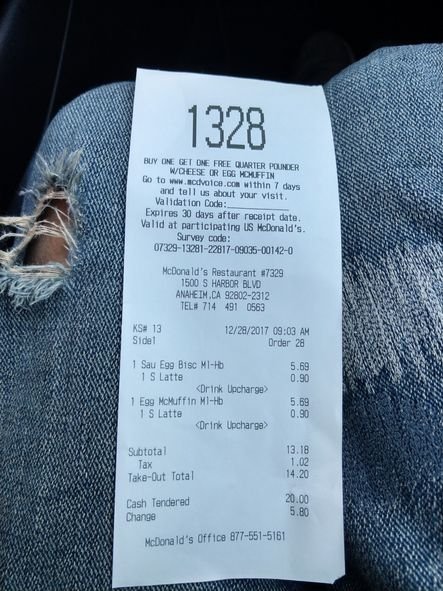 1328
BUY ONE GET ONE FREE QUARTER POUNDER
W/CHEESE OR EGG MCMUFFIN
Go to www.mcdvoice.com within 7 days
and tell us about your visit.
Validation Code:__________
Expires 30 days after receipt date.
Valid at participating US McDonald's.
Survey code:
07329-13281-22817-09035-00142-0
McDonald's Restaurant #7329
1500 S HARBOR BLVD
ANAHEIM,CA 92802-2312
TEL# 714 491 0563
KS# 13 12/28/2017 09:03 AM
Side1 Order 28
1 Sau Egg Bisc Ml-Hb 5.69
1 S Latte 0.90
<Drink Upcharge>
1 Egg McMuffin Ml-Hb 5.69
1 S Latte 0.90
<Drink Upcharge>
Subtotal 13.18
Tax 1.02
Take-Out Total 14.20
Cash Tendered 20.00
Change 5.80
McDonald's Office 877-551-5161